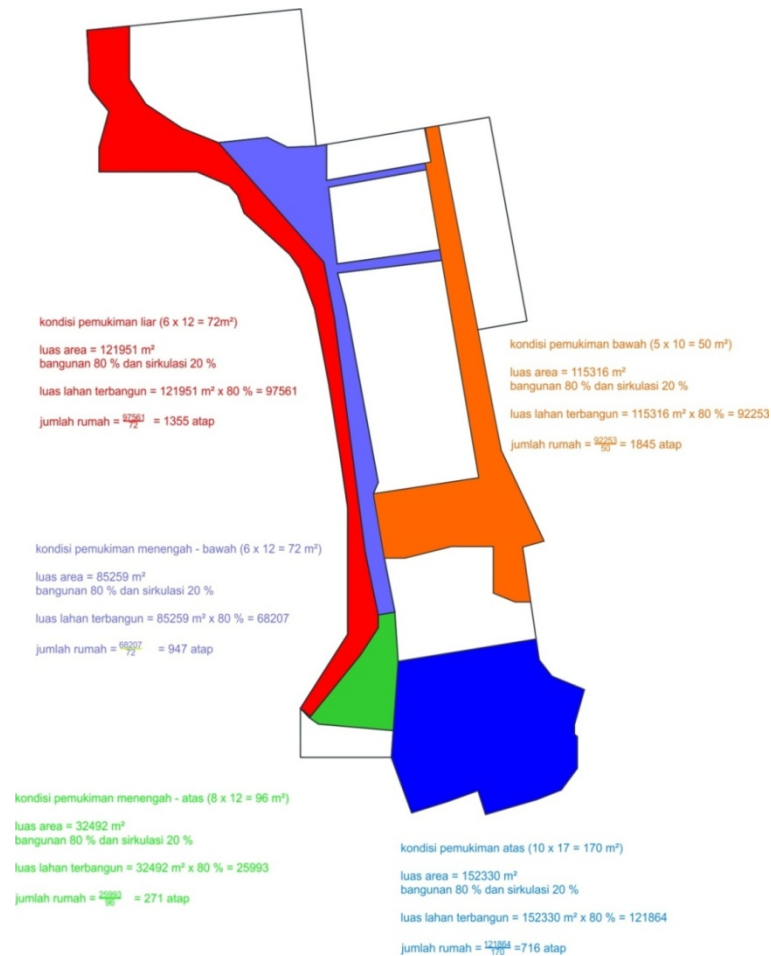 kondisi pemukiman liar (6 x 12 = 72m²)
luas area = 121951 m²
bangunan 80 % dan sirkulasi 20 %
luas lahan terbangun = 121951 m² x 80 % = 97561
jumlah rumah = 97561/72 = 1355 atap
kondisi pemukiman bawah (5 x 10 = 50 m²)
luas area = 115316 m²
bangunan 80 % dan sirkulasi 20 %
luas lahan terbangun = 115316 m² x 80 % = 92253
jumlah rumah = 92253/50 = 1845 atap
kondisi pemukiman menengah - bawah (6 x 12 = 72 m²)
luas area = 85259 m²
bangunan 80 % dan sirkulasi 20 %
luas lahan terbangun = 85259 m² x 80 % = 68207
jumlah rumah = 68207/72 = 947 atap
kondisi pemukiman menengah - atas (8 x 12 = 96 m²)
luas area = 32492 m²
bangunan 80 % dan sirkulasi 20 %
luas lahan terbangun = 32492 m² x 80 % = 25993
jumlah rumah = 25993/96 = 271 atap
kondisi pemukiman atas (10 x 17 = 170 m²)
luas area = 152330 m²
bangunan 80 % dan sirkulasi 20 %
luas lahan terbangun = 152330 m² x 80 % = 121864
jumlah rumah = 121864/170 =716 atap